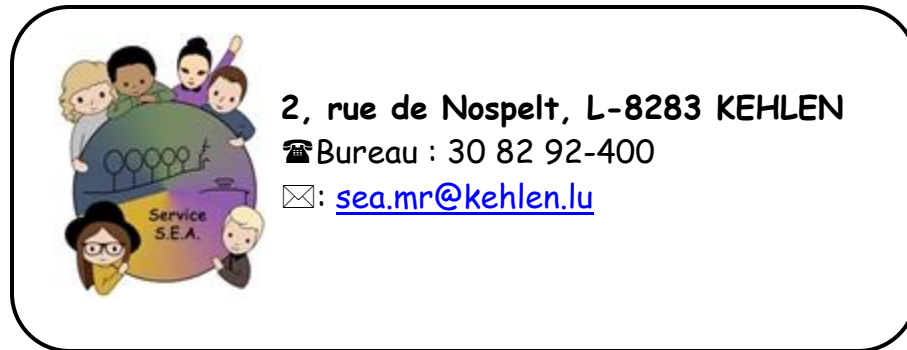 2, rue de Nospelt, L-8283 KEHLEN
☎Bureau : 30 82 92-400
✉: sea.mr@kehlen.lu
Service
S.E.A.